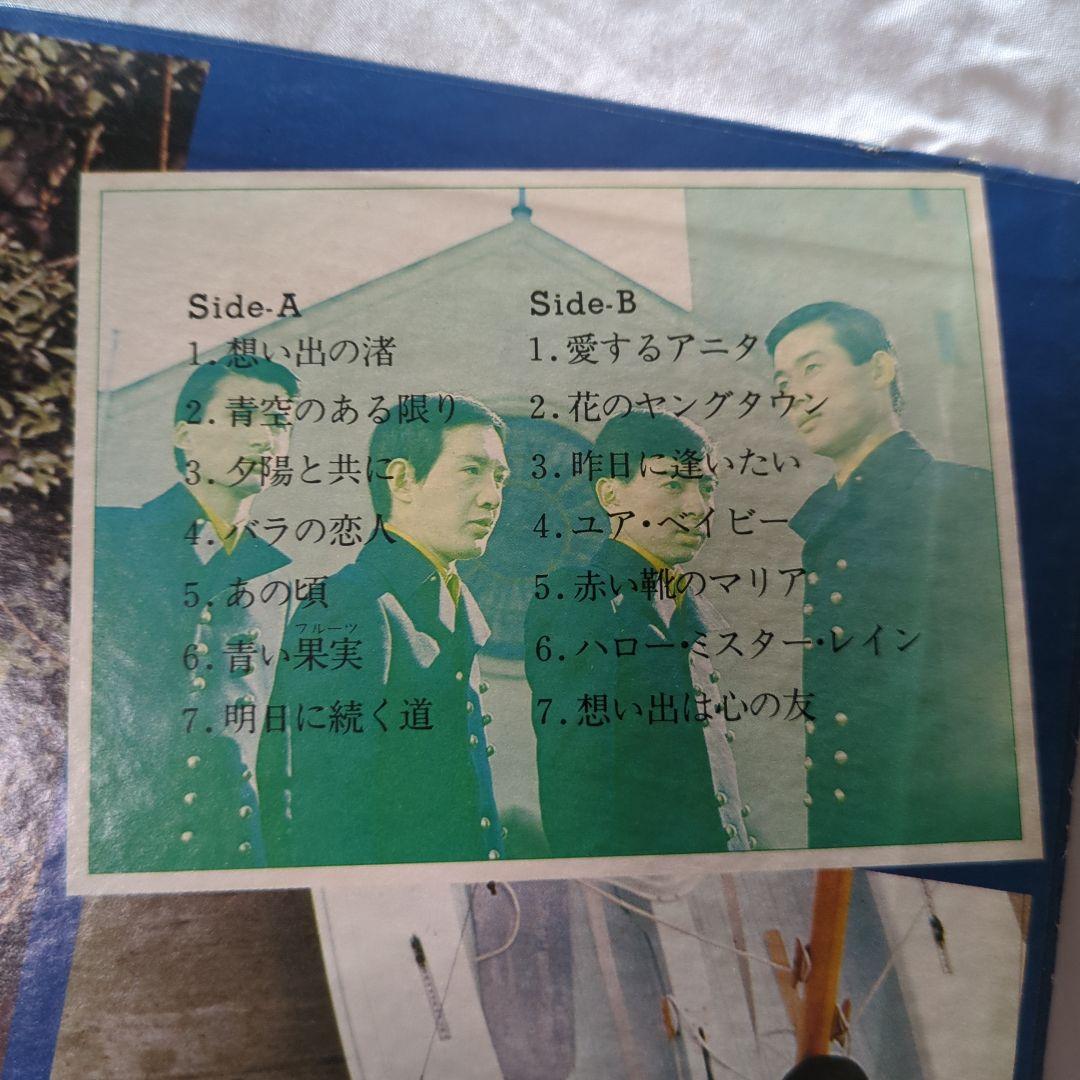 Side-A
1. 想い出の渚
2. 青空のある限り
3. 夕陽と共に
4. バラの恋人
5. あの頃
フルーツ
6. 青い果実
7. 明日に続く道
Side-B
1. 愛するアニタ
2. 花のヤングタウン
3. 昨日に逢いたい
4. ユア・ベイビー
5. 赤い靴のマリア
6. ハロー・ミスター・レイン
7. 想い出は心の友